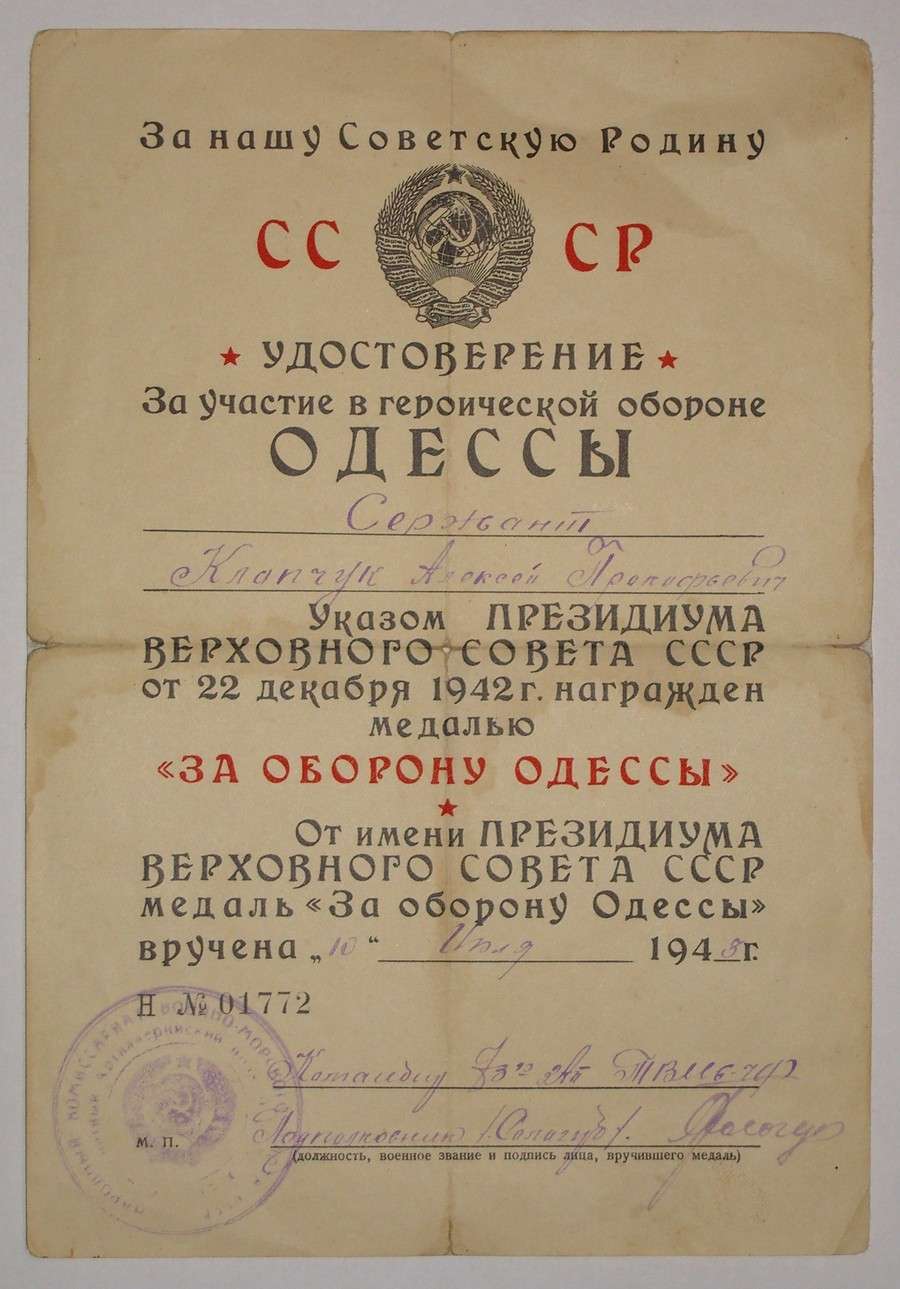 За нашу Советскую Родину
СС СР
УДОСТОВЕРЕНИЕ
За участие в героической обороне
ОДЕССЫ
Сержант
Клапчук Алексей Прокофьевич
Указом ПРЕЗИДИУМА
ВЕРХОВНОГО СОВЕТА СССР
от 22 декабря 1942 г. награжден
медалью
«ЗА ОБОРОНУ ОДЕССЫ»
От имени ПРЕЗИДИУМА
ВЕРХОВНОГО СОВЕТА СССР
медаль «За оборону Одессы»
вручена „10“ Июля 1943 г.
Н № 01772
Командир
Подполковник /Сологуб/.
М. П.
(должность, военное звание и подпись лица, вручившего медаль)